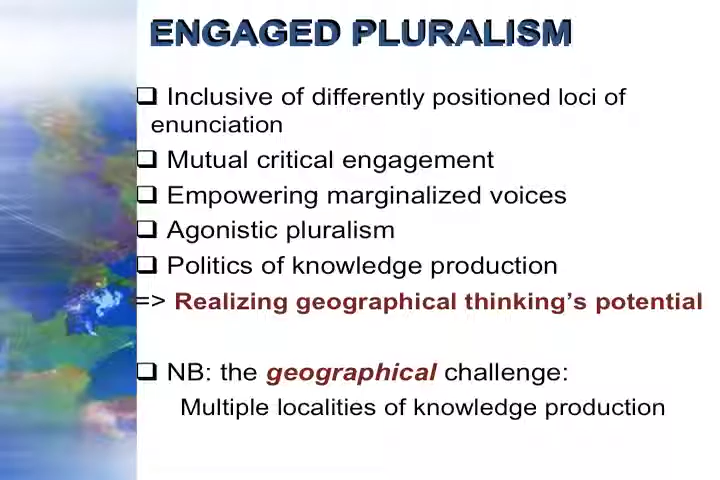 ENGAGED PLURALISM
❑ Inclusive of differently positioned loci of
enunciation
❑ Mutual critical engagement
❑ Empowering marginalized voices
❑ Agonistic pluralism
❑ Politics of knowledge production
=> Realizing geographical thinking's potential
❑ NB: the geographical challenge:
Multiple localities of knowledge production